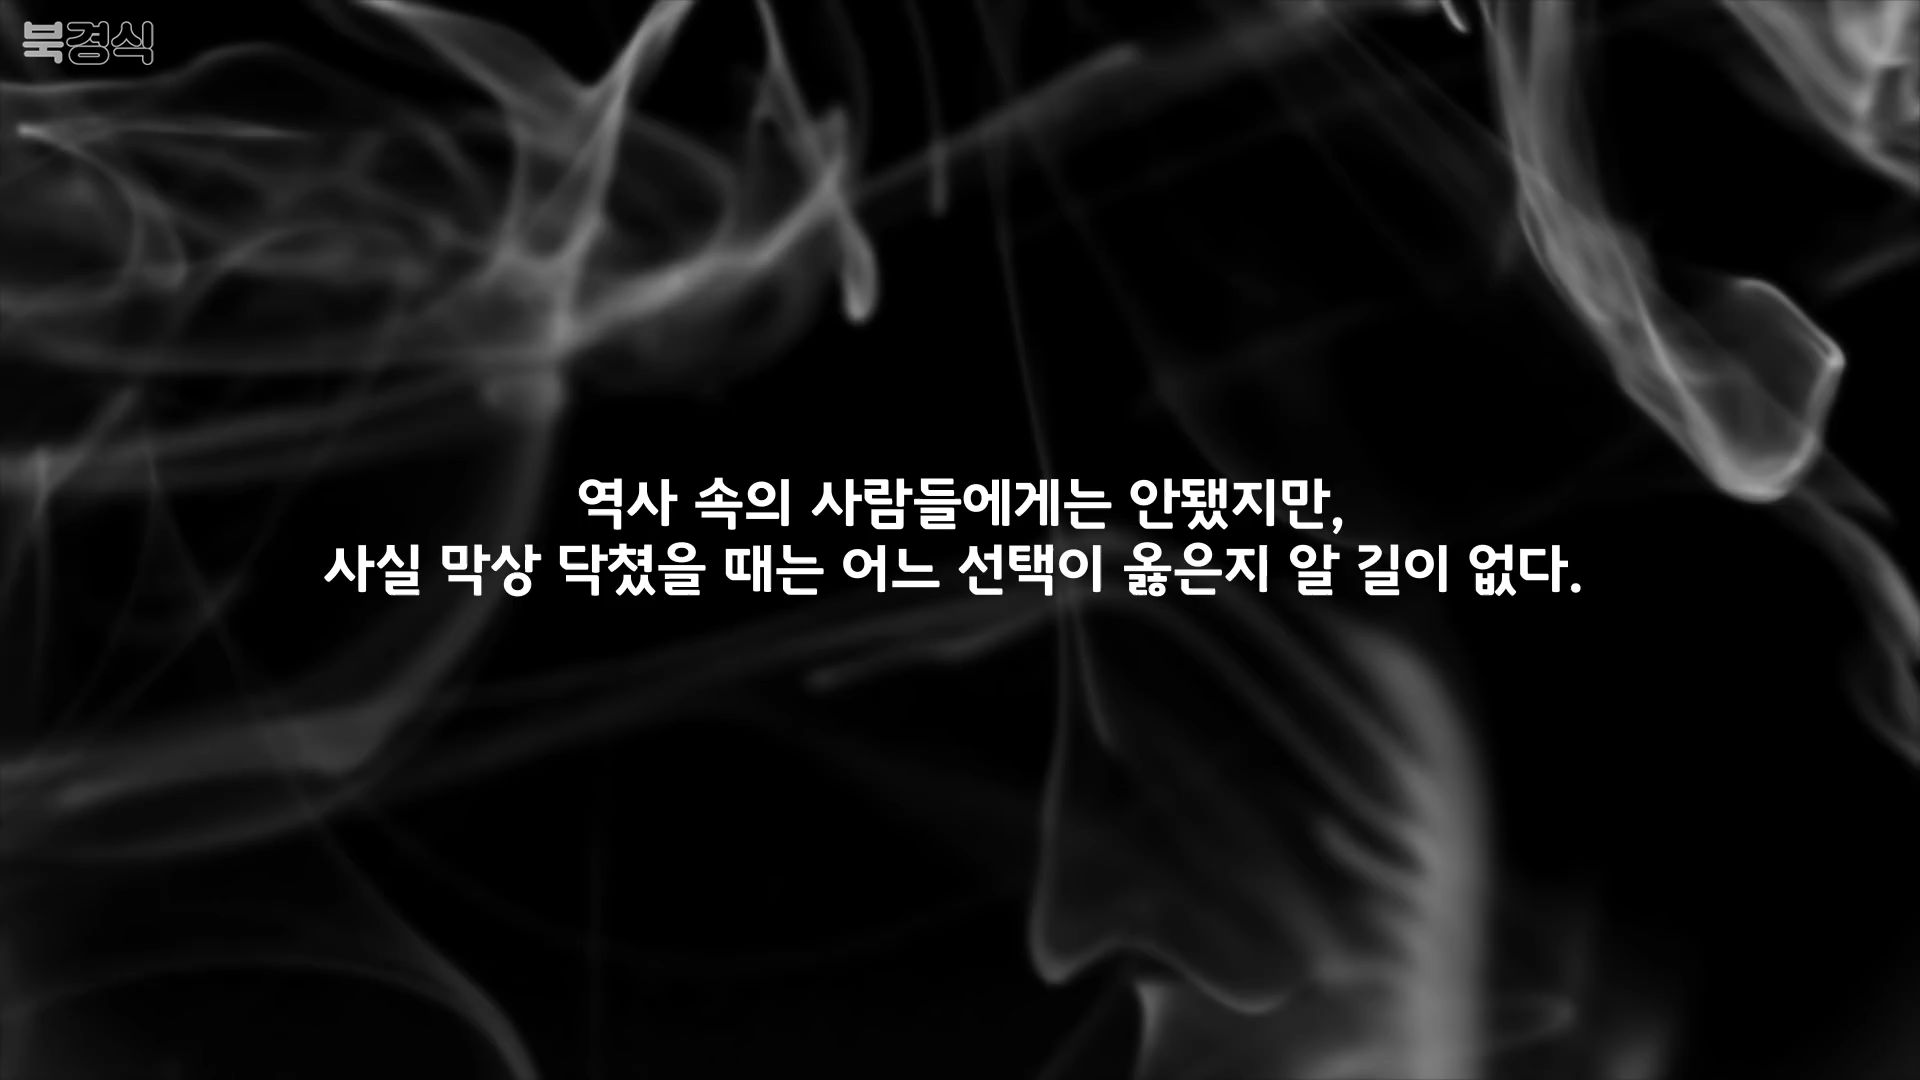 북경식
역사 속의 사람들에게는 안됐지만,
사실 막상 닥쳤을 때는 어느 선택이 옳은지 알 길이 없다.